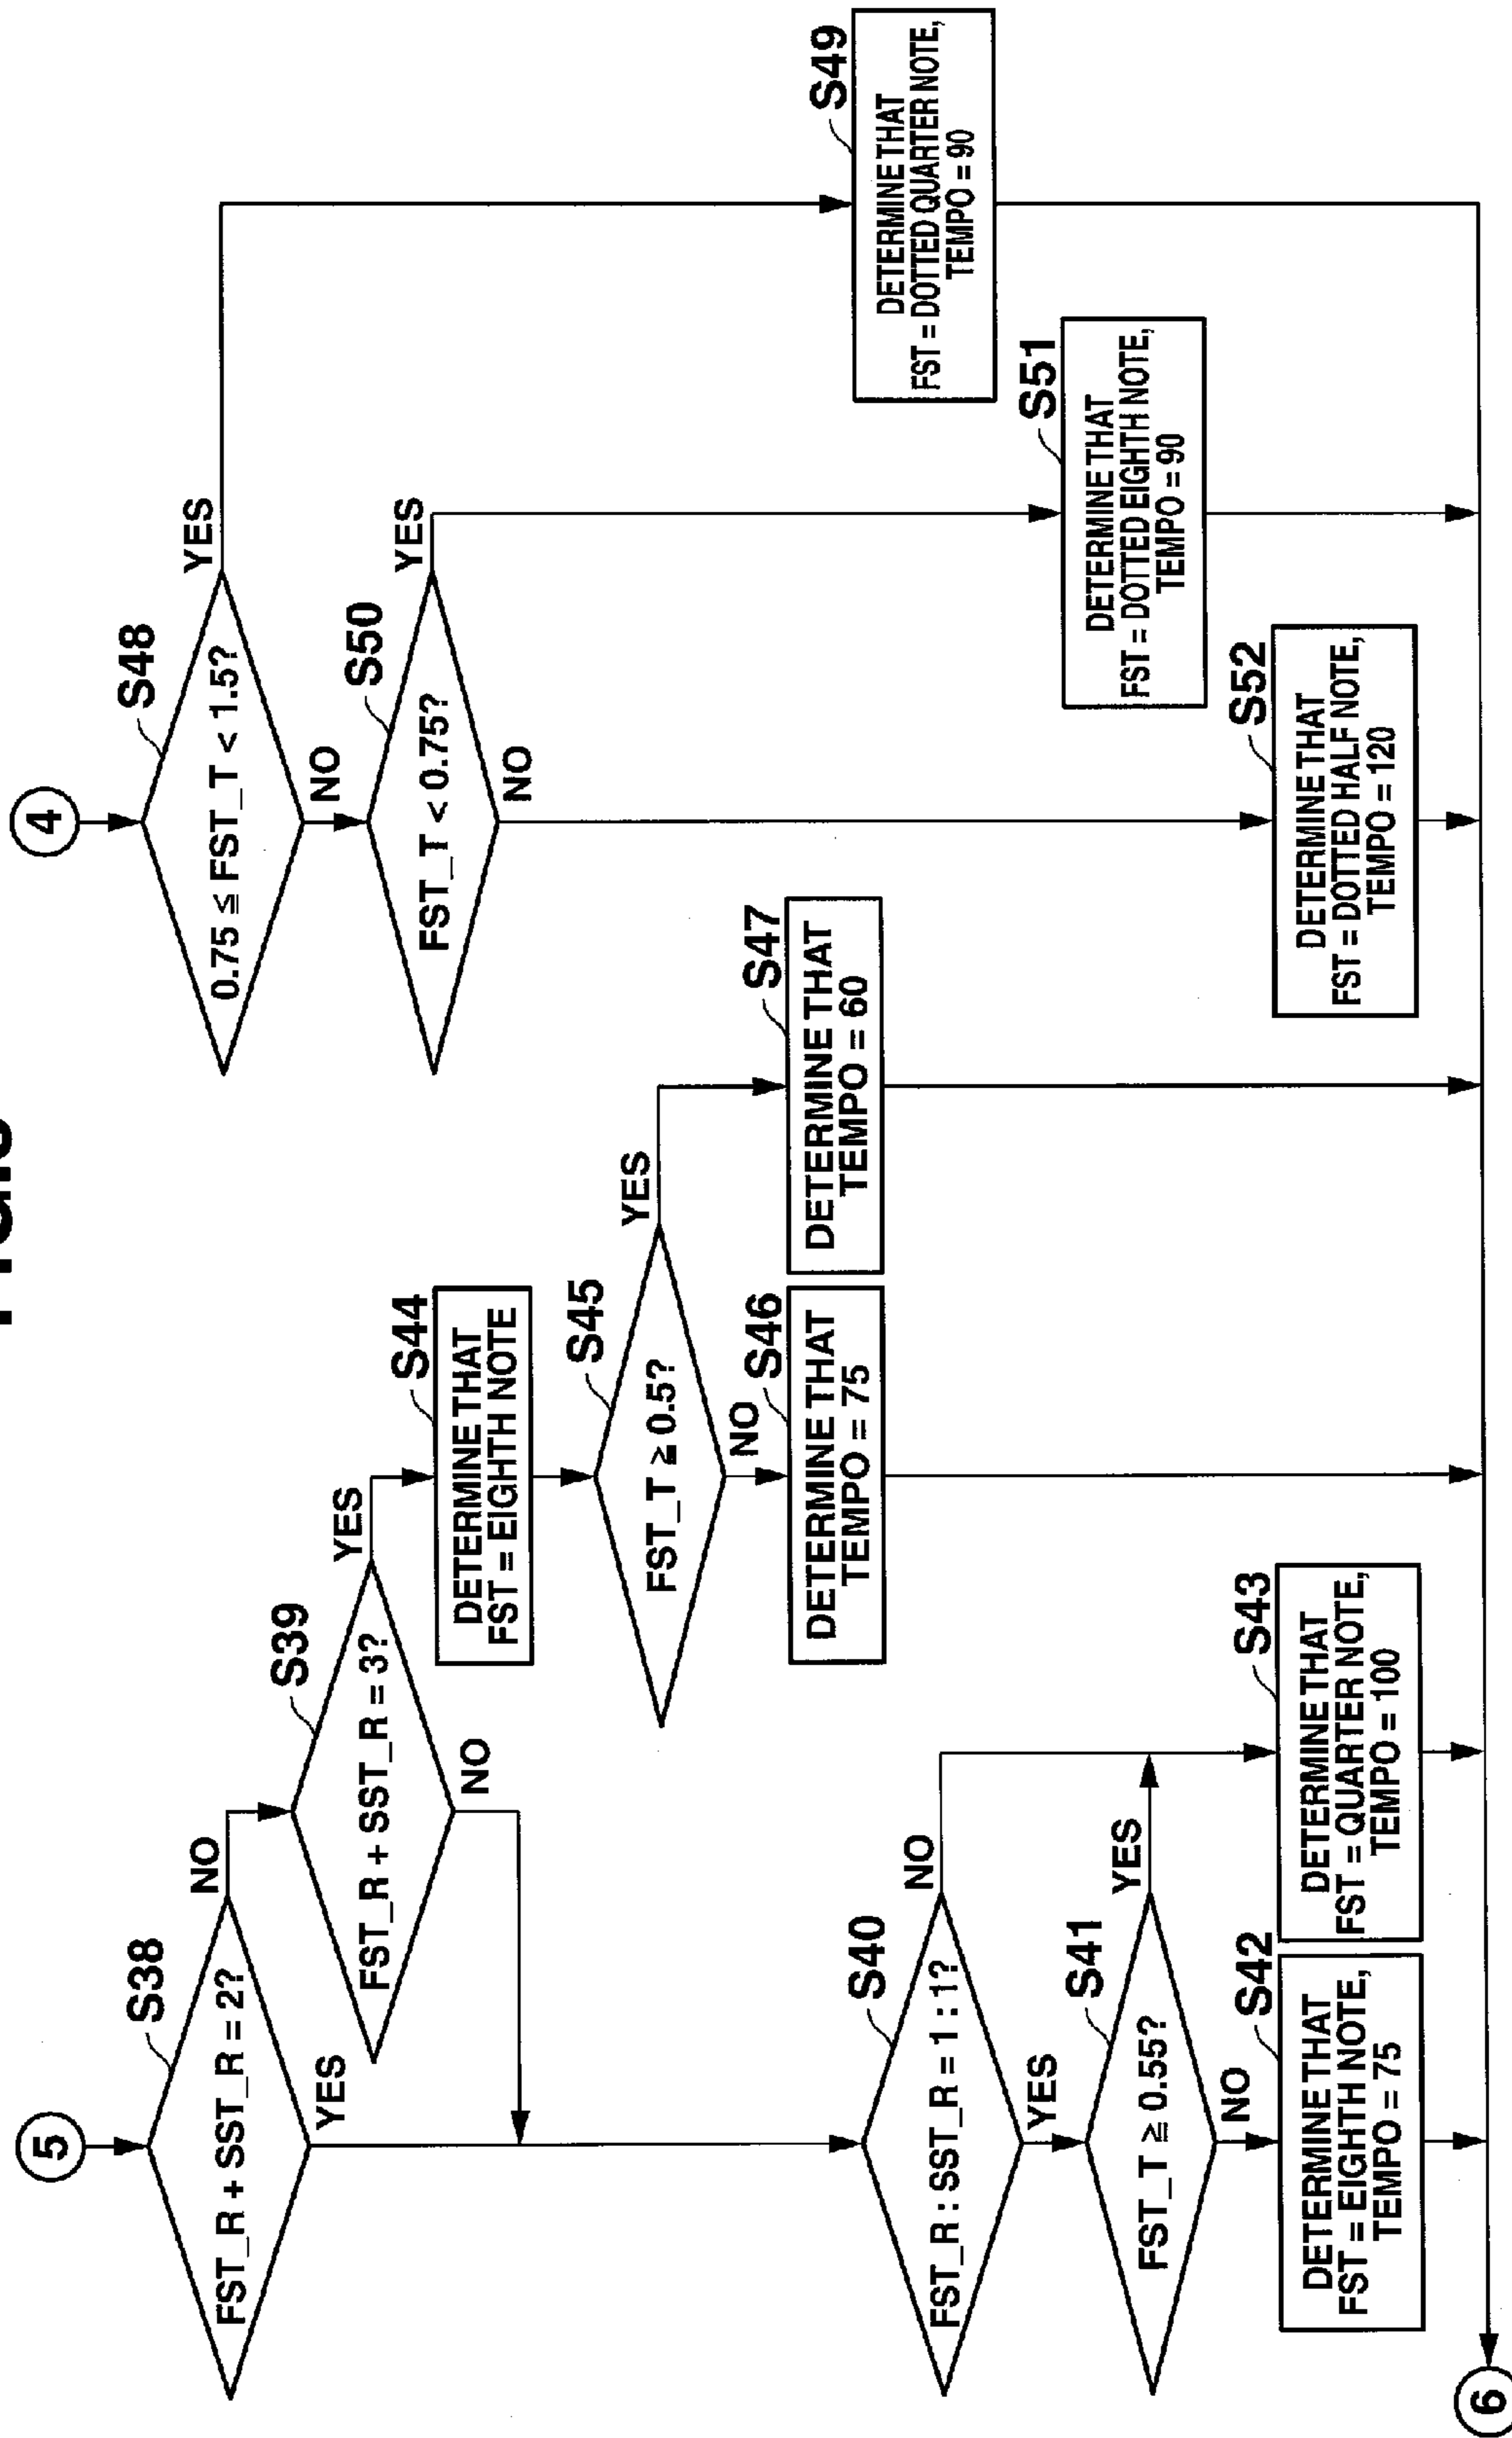 5
S38
FST_R + SST_R = 2?
NO
YES
S39
FST_R + SST_R = 3?
YES
NO
S44
DETERMINE THAT
FST = EIGHTH NOTE
S45
FST_T ≧ 0.5?
YES
NO
S46
DETERMINE THAT
TEMPO = 75
S47
DETERMINE THAT
TEMPO = 60
S40
FST_R : SST_R = 1 : 1?
NO
YES
S41
FST_T ≧ 0.55?
YES
NO
S42
DETERMINE THAT
FST = EIGHTH NOTE,
TEMPO = 75
S43
DETERMINE THAT
FST = QUARTER NOTE,
TEMPO = 100
4
S48
0.75 ≦ FST_T < 1.5?
YES
NO
S50
FST_T < 0.75?
YES
NO
S49
DETERMINE THAT
FST = DOTTED QUARTER NOTE,
TEMPO = 90
S51
DETERMINE THAT
FST = DOTTED EIGHTH NOTE,
TEMPO = 90
S52
DETERMINE THAT
FST = DOTTED HALF NOTE,
TEMPO = 120
6